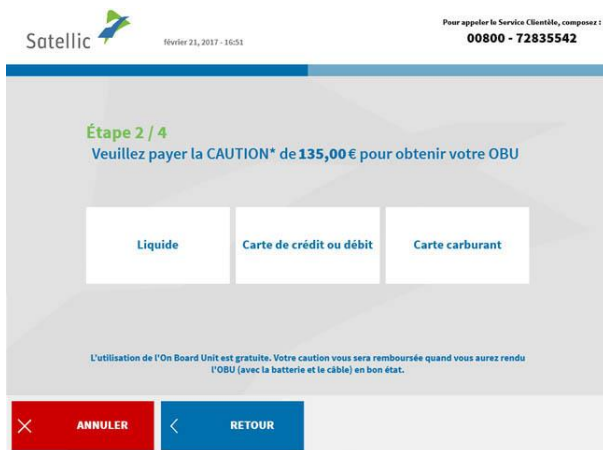 Satellic
février 21, 2017 - 16:51
Pour appeler le Service Clientèle, composez :
00800 - 72835542
Étape 2 / 4
Veuillez payer la CAUTION* de 135,00 € pour obtenir votre OBU
Liquide
Carte de crédit ou débit
Carte carburant
L'utilisation de l'On Board Unit est gratuite. Votre caution vous sera remboursée quand vous aurez rendu
l'OBU (avec la batterie et le câble) en bon état.
ANNULER
RETOUR